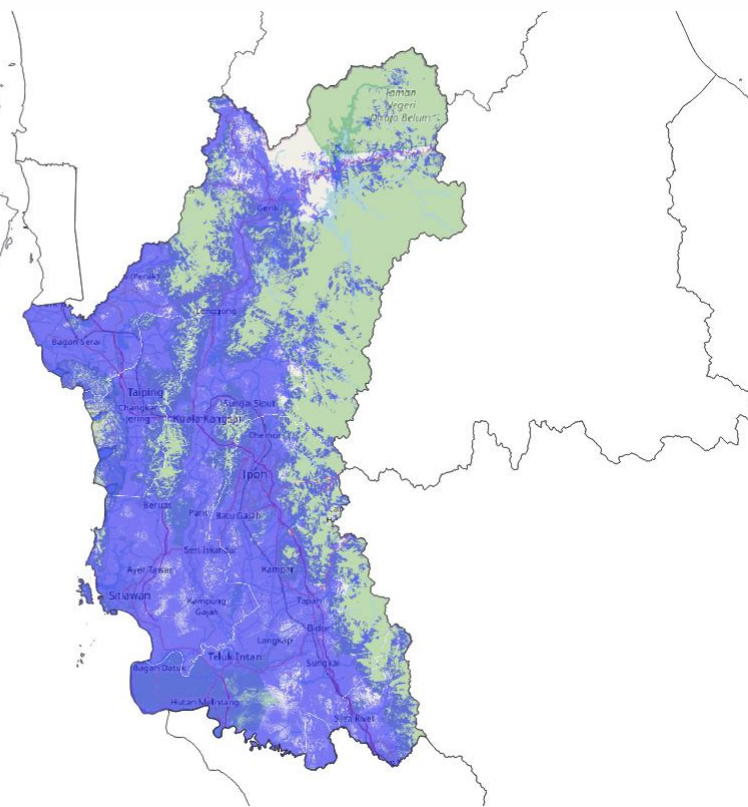 Taman
Negeri
Diraja Belum
Gerik
(Perak)
Lenggong
Bagan Serai
Taiping
Changkat
Jering
Kuala Kangsar
Sungai Siput
Chemor
Ipoh
Beruas
Parit
Batu Gajah
Seri Iskandar
Ayer Tawar
Kampar
Sitiawan
Kampung
Gajah
Tapah
Bidor
Langkap
Teluk Intan
Sungkai
Bagan Datuk
Hutan Melintang
Slim River